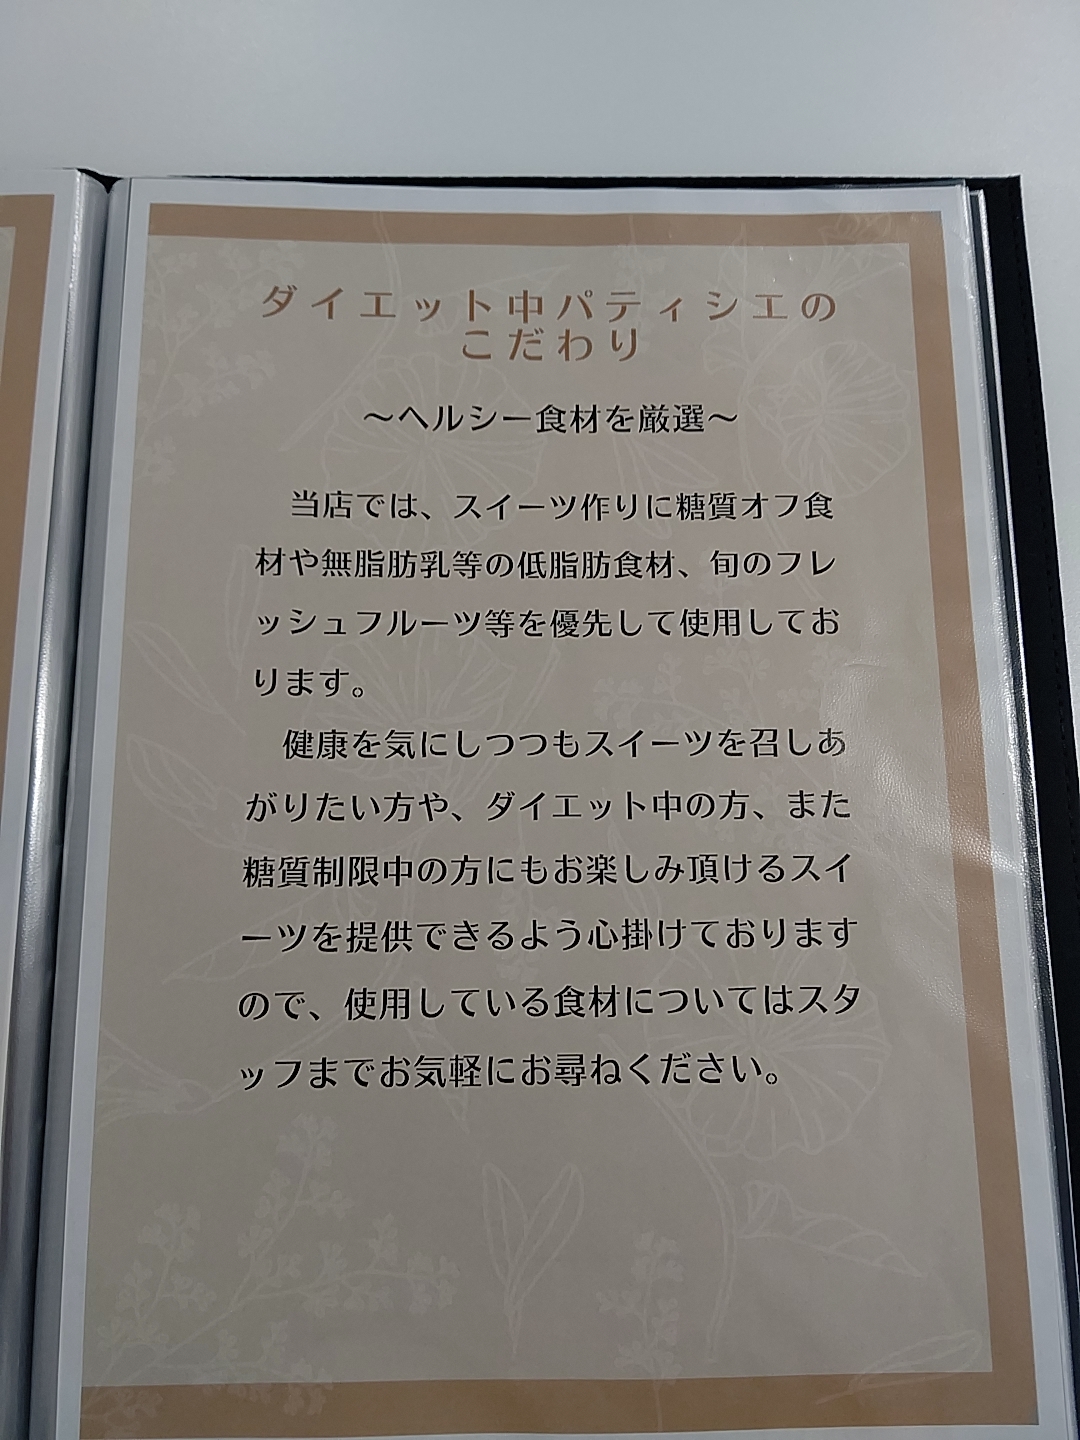 ダイエット中パティシエの
こだわり
～ヘルシー食材を厳選～
当店では、スイーツ作りに糖質オフ食
材や無脂肪乳等の低脂肪食材、旬のフレ
ッシュフルーツ等を優先して使用してお
ります。
健康を気にしつつもスイーツを召しあ
がりたい方や、ダイエット中の方、また
糖質制限中の方にもお楽しみ頂けるスイ
ーツを提供できるよう心掛けております
ので、使用している食材についてはスタ
ッフまでお気軽にお尋ねください。